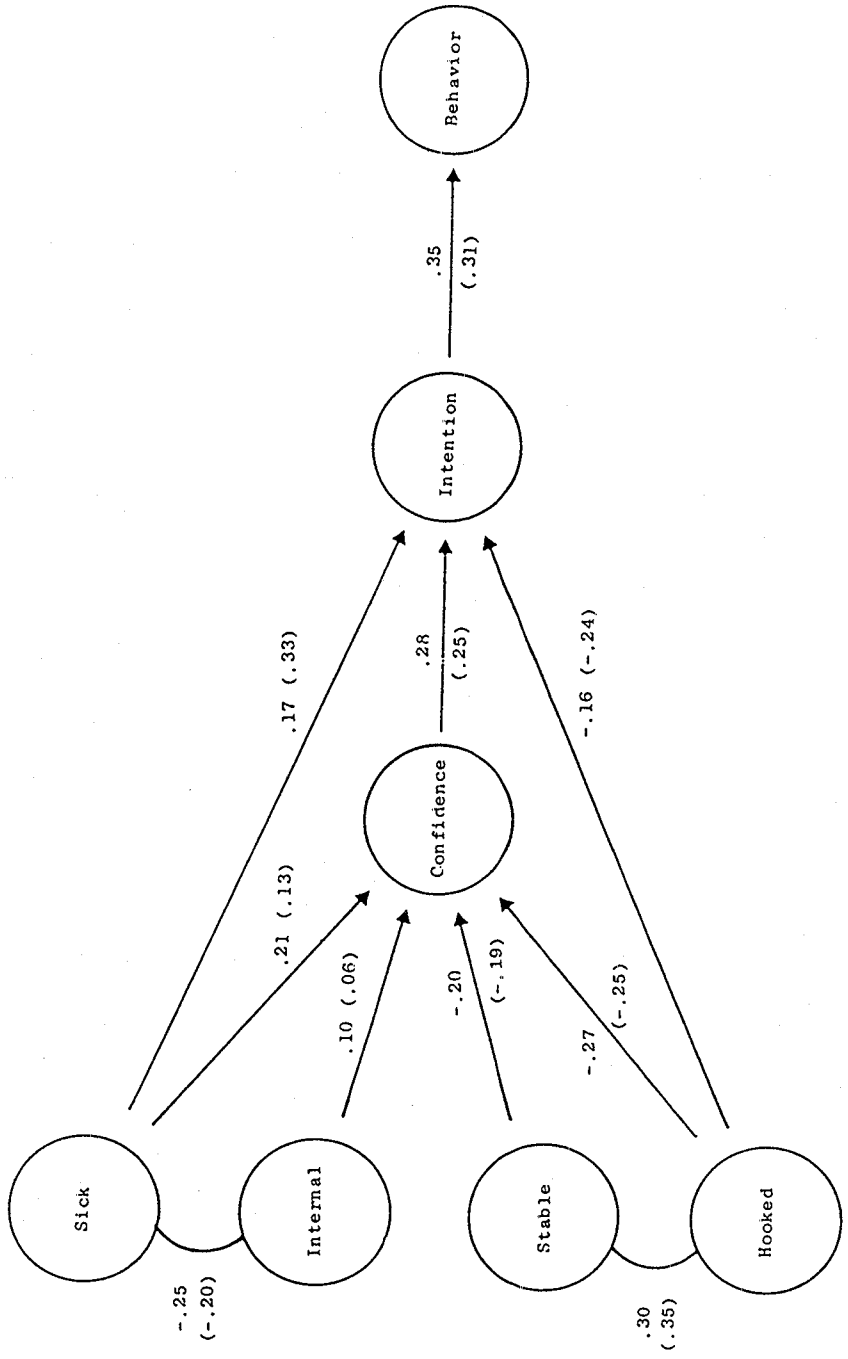 Sick
Internal
Stable
Hooked
-.25
(-.20)
.30
(.35)
.17 (.33)
.21 (.13)
.10 (.06)
-.20
(-.19)
-.27
(-.25)
-.16 (-.24)
Confidence
.28
(.25)
Intention
.35
(.31)
Behavior